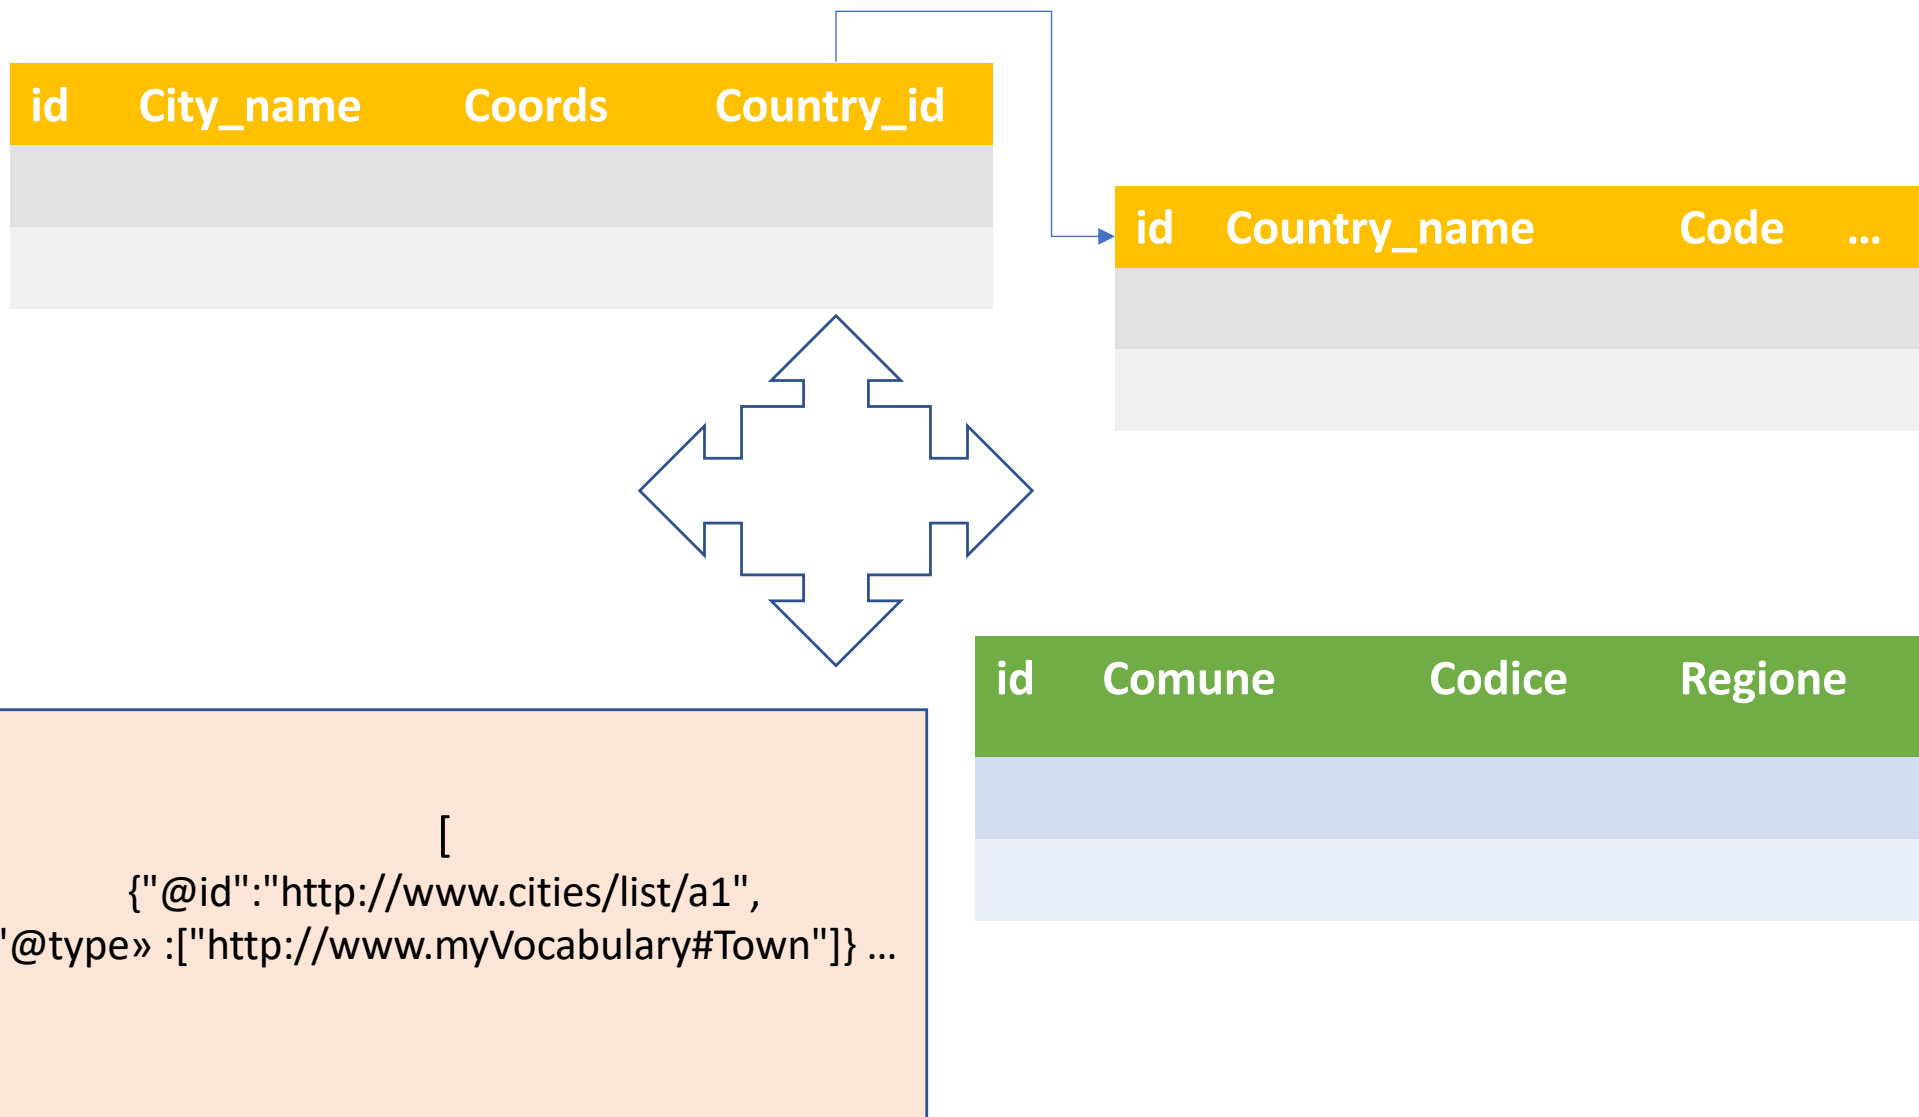 id City_name Coords Country_id
id Country_name Code ...
id Comune Codice Regione
[
{"@id":"http://www.cities/list/a1",
"@type» :["http://www.myVocabulary#Town"]} ...